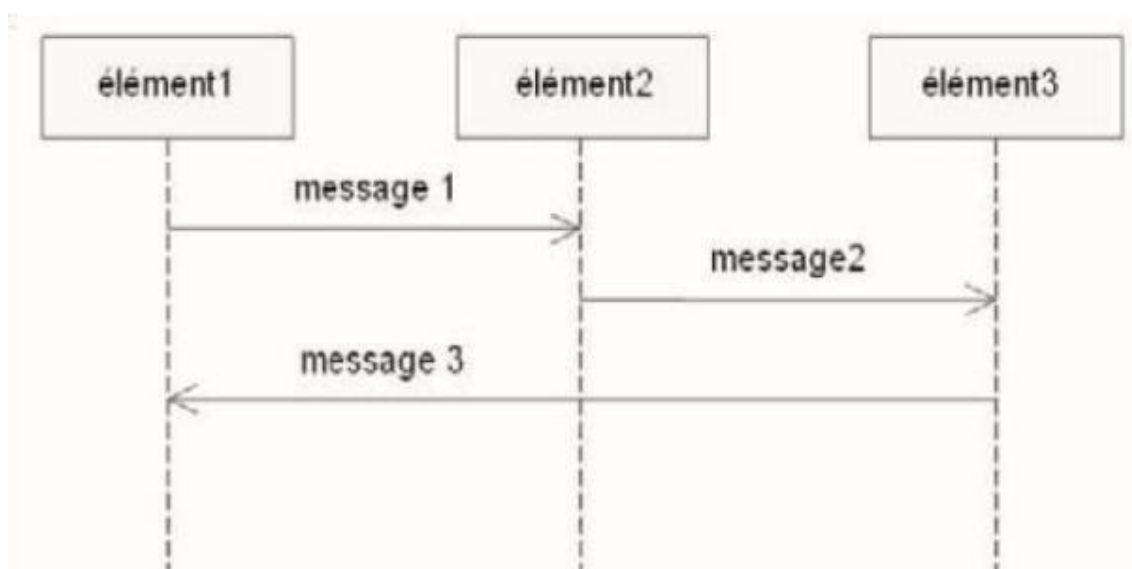 élément1
élément2
élément3
message 1
message2
message 3